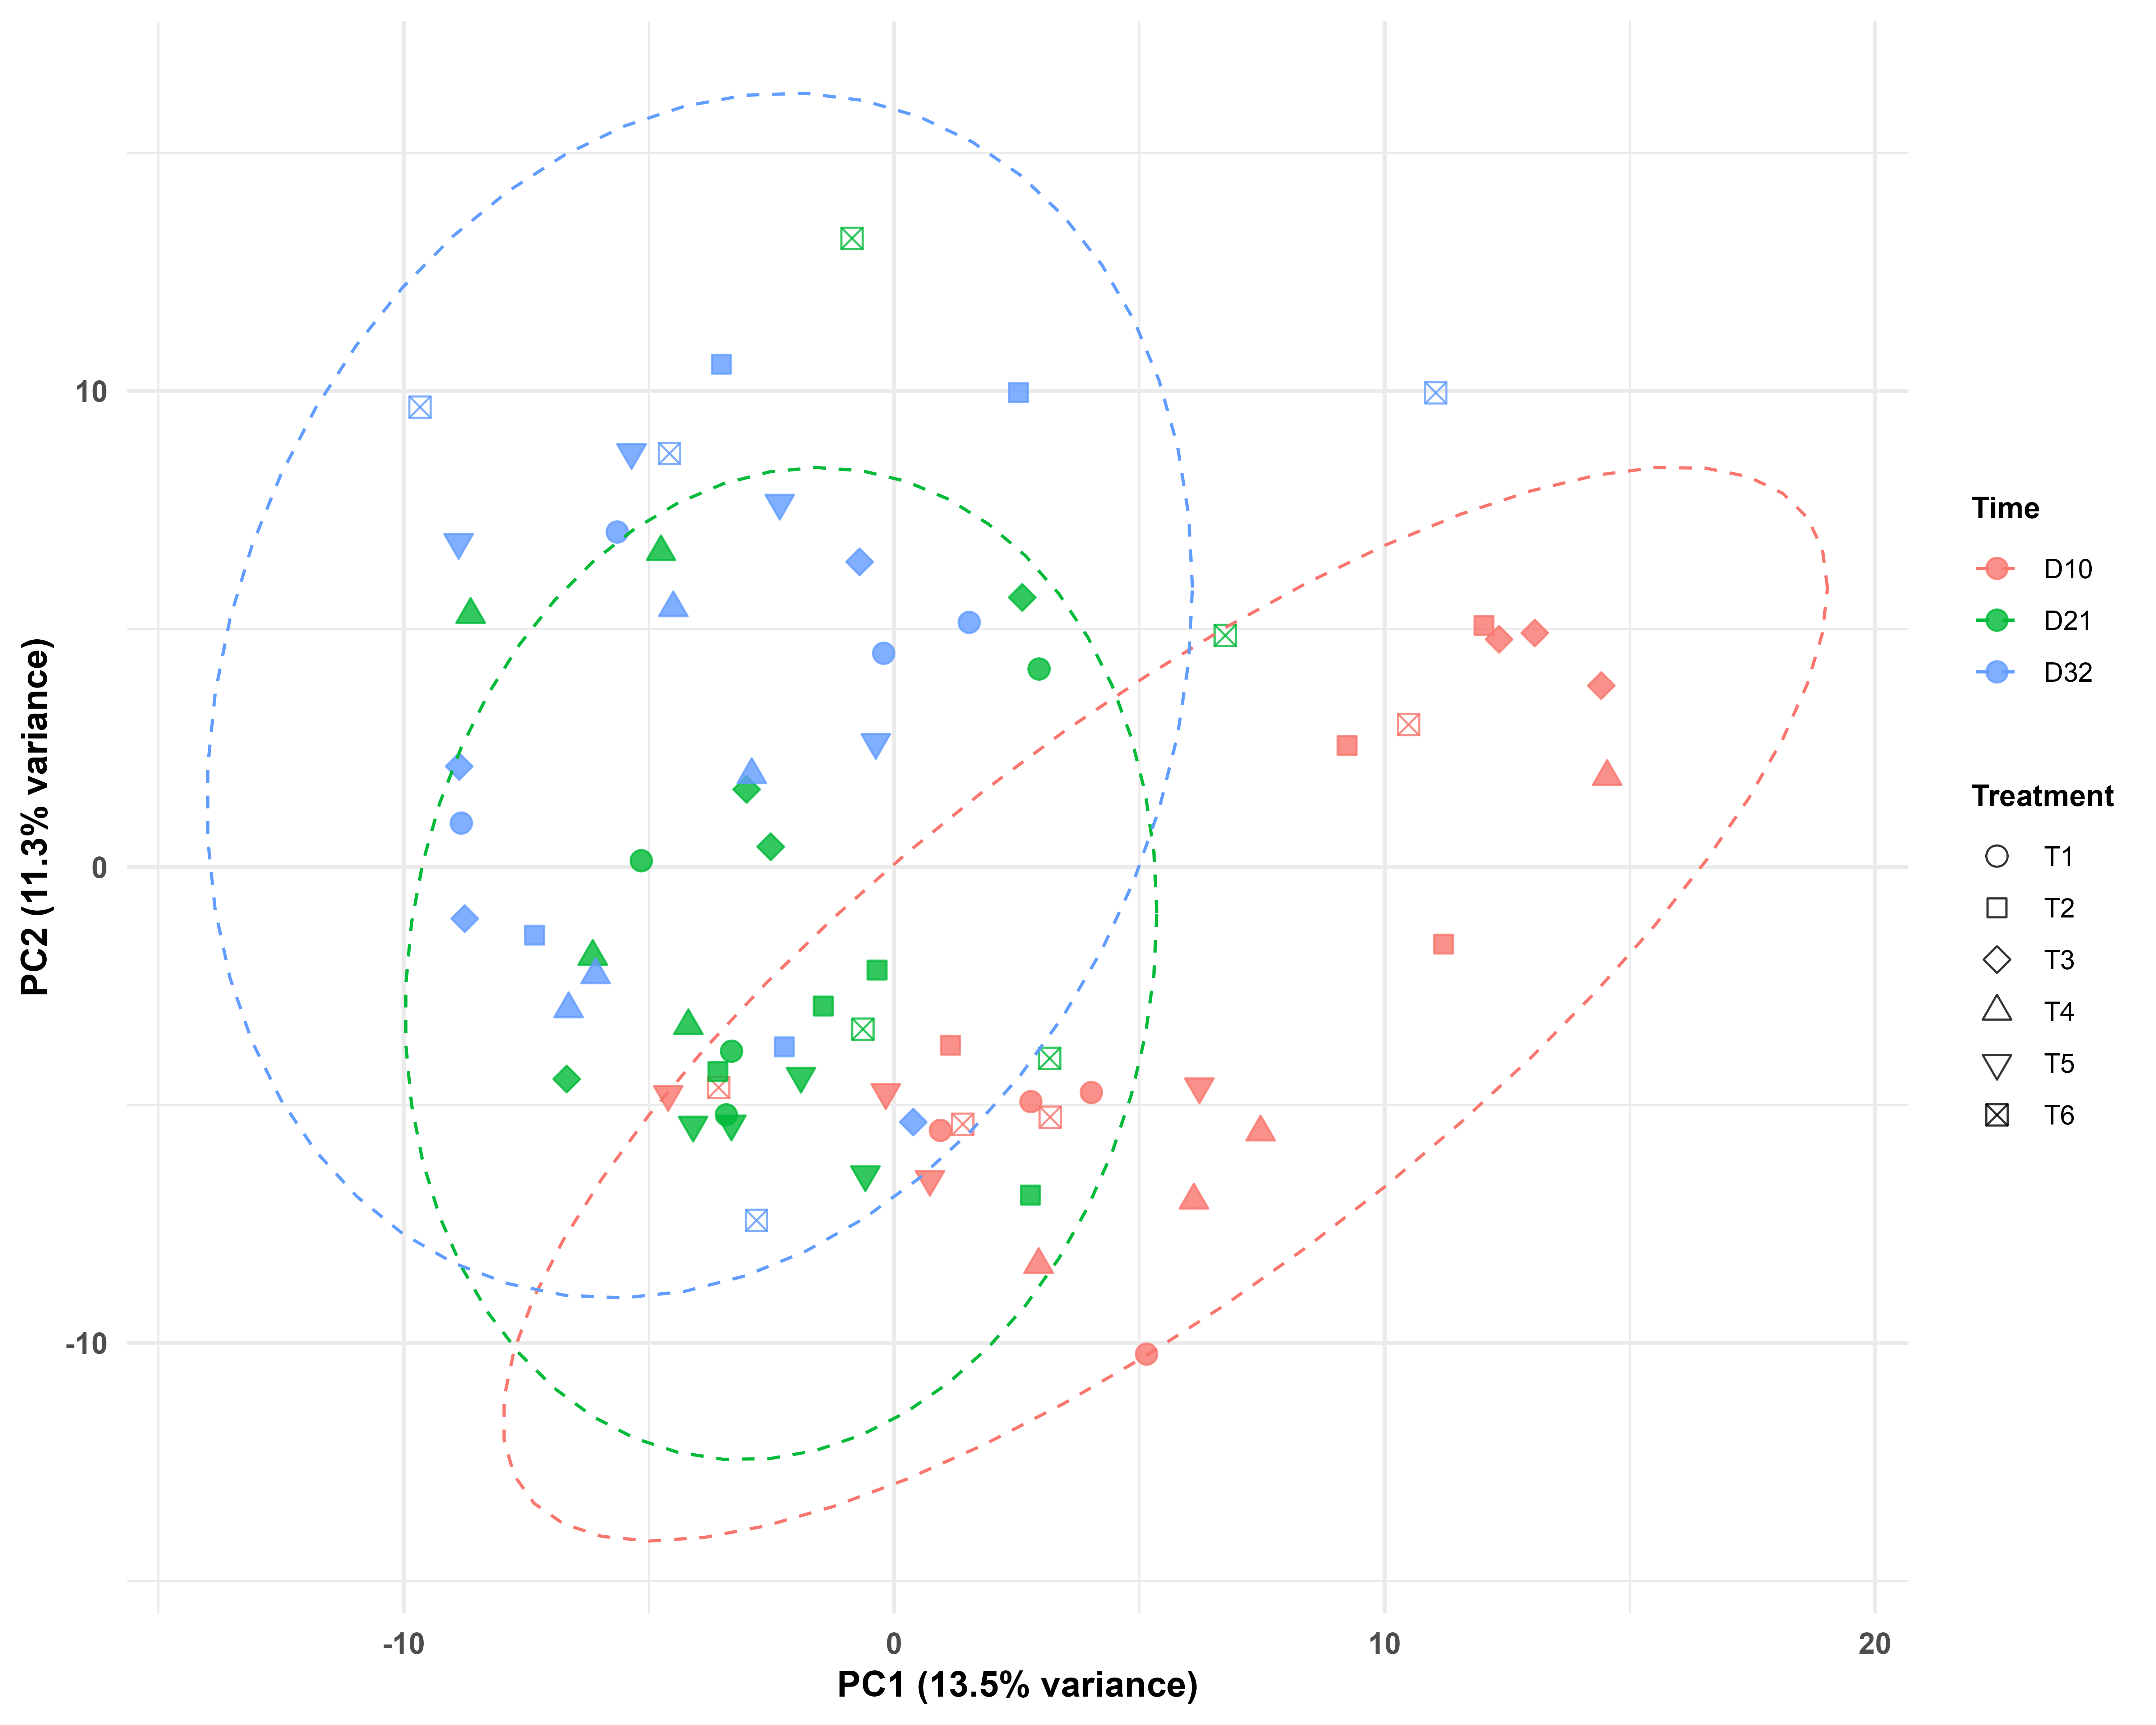 PC2 (11.3% variance)
10
0
-10
-10
0
10
20
PC1 (13.5% variance)
Time
D10
D21
D32
Treatment
T1
T2
T3
T4
T5
T6